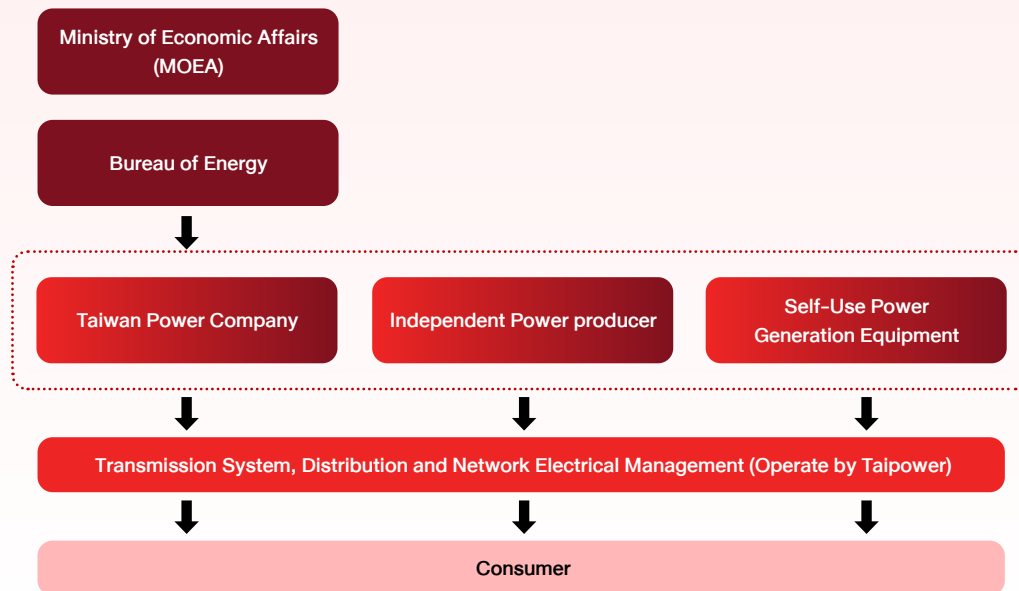 Ministry of Economic Affairs
(MOEA)
Bureau of Energy
Taiwan Power Company
Independent Power producer
Self-Use Power
Generation Equipment
Transmission System, Distribution and Network Electrical Management (Operate by Taipower)
Consumer